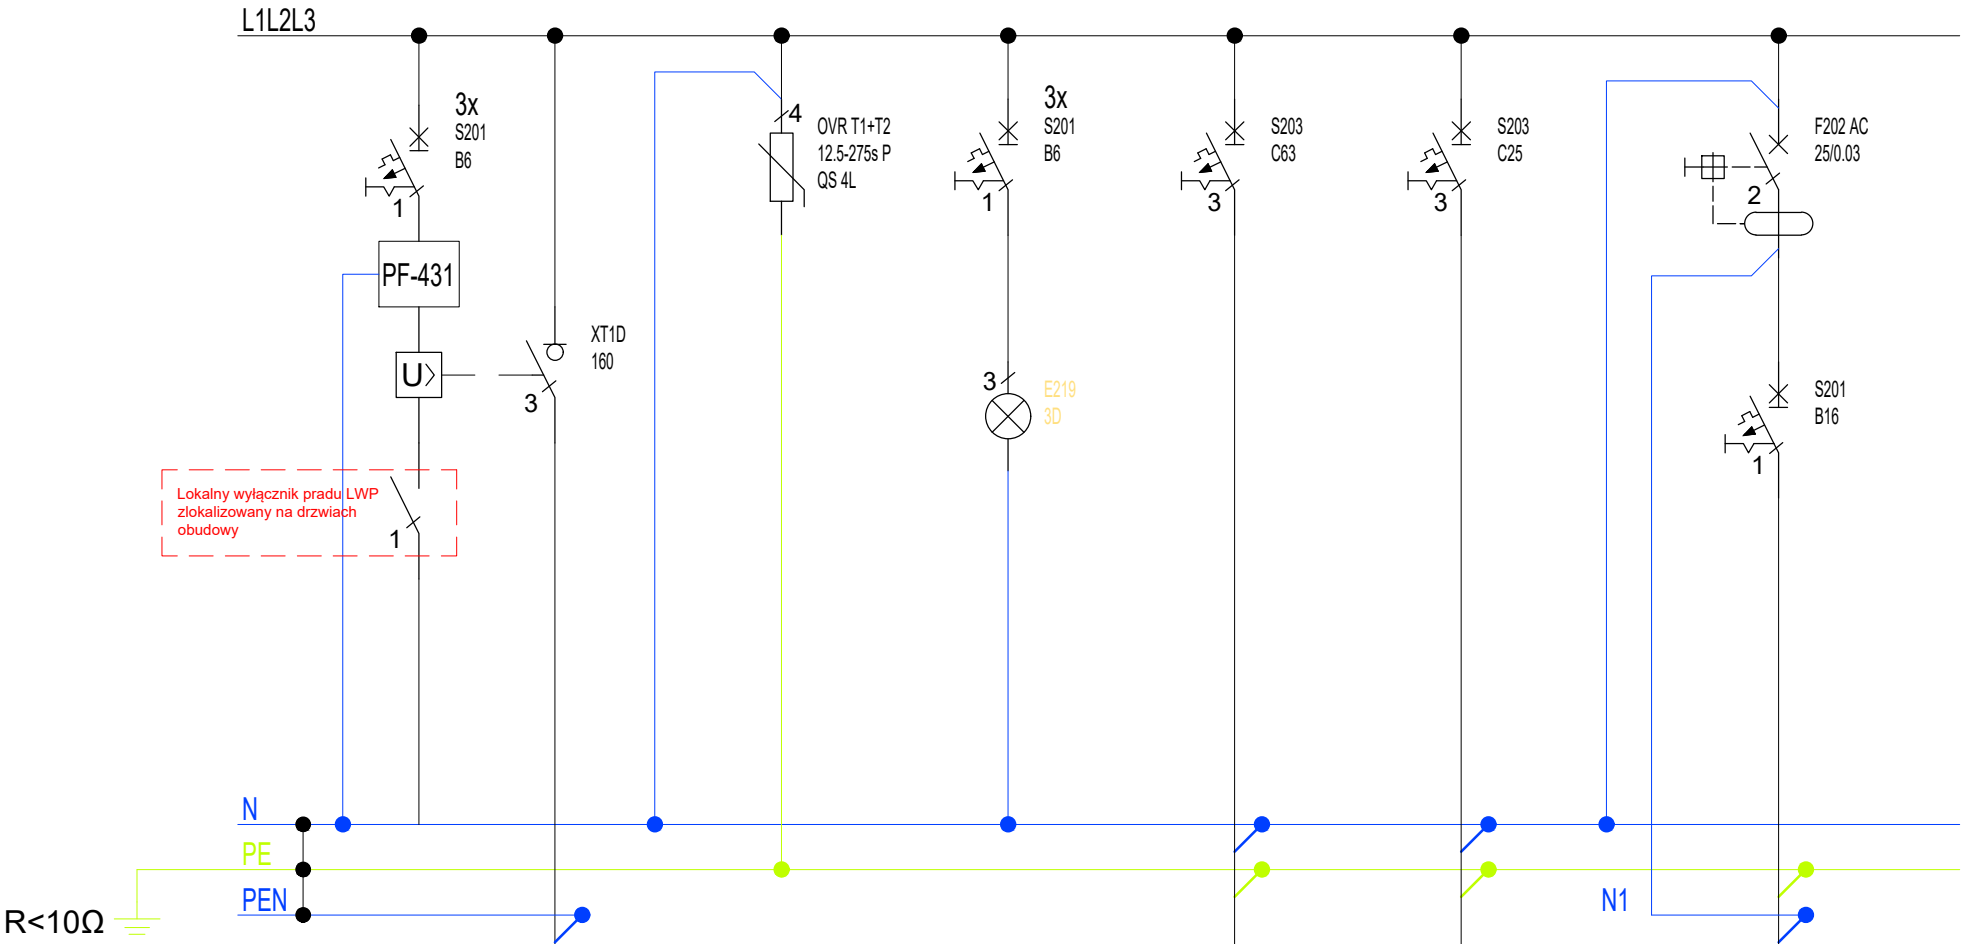 L1L2L3
3x
S201
B6
1
PF-431
U>
XT1D
160
3
Lokalny wyłącznik pradu LWP
zlokalizowany na drzwiach
obudowy
1
4
OVR T1+T2
12.5-275s P
QS 4L
3x
S201
B6
1
3
E219
3D
S203
C63
3
S203
C25
3
F202 AC
25/0.03
2
S201
B16
1
N
PE
PEN
N1
R<10Ω